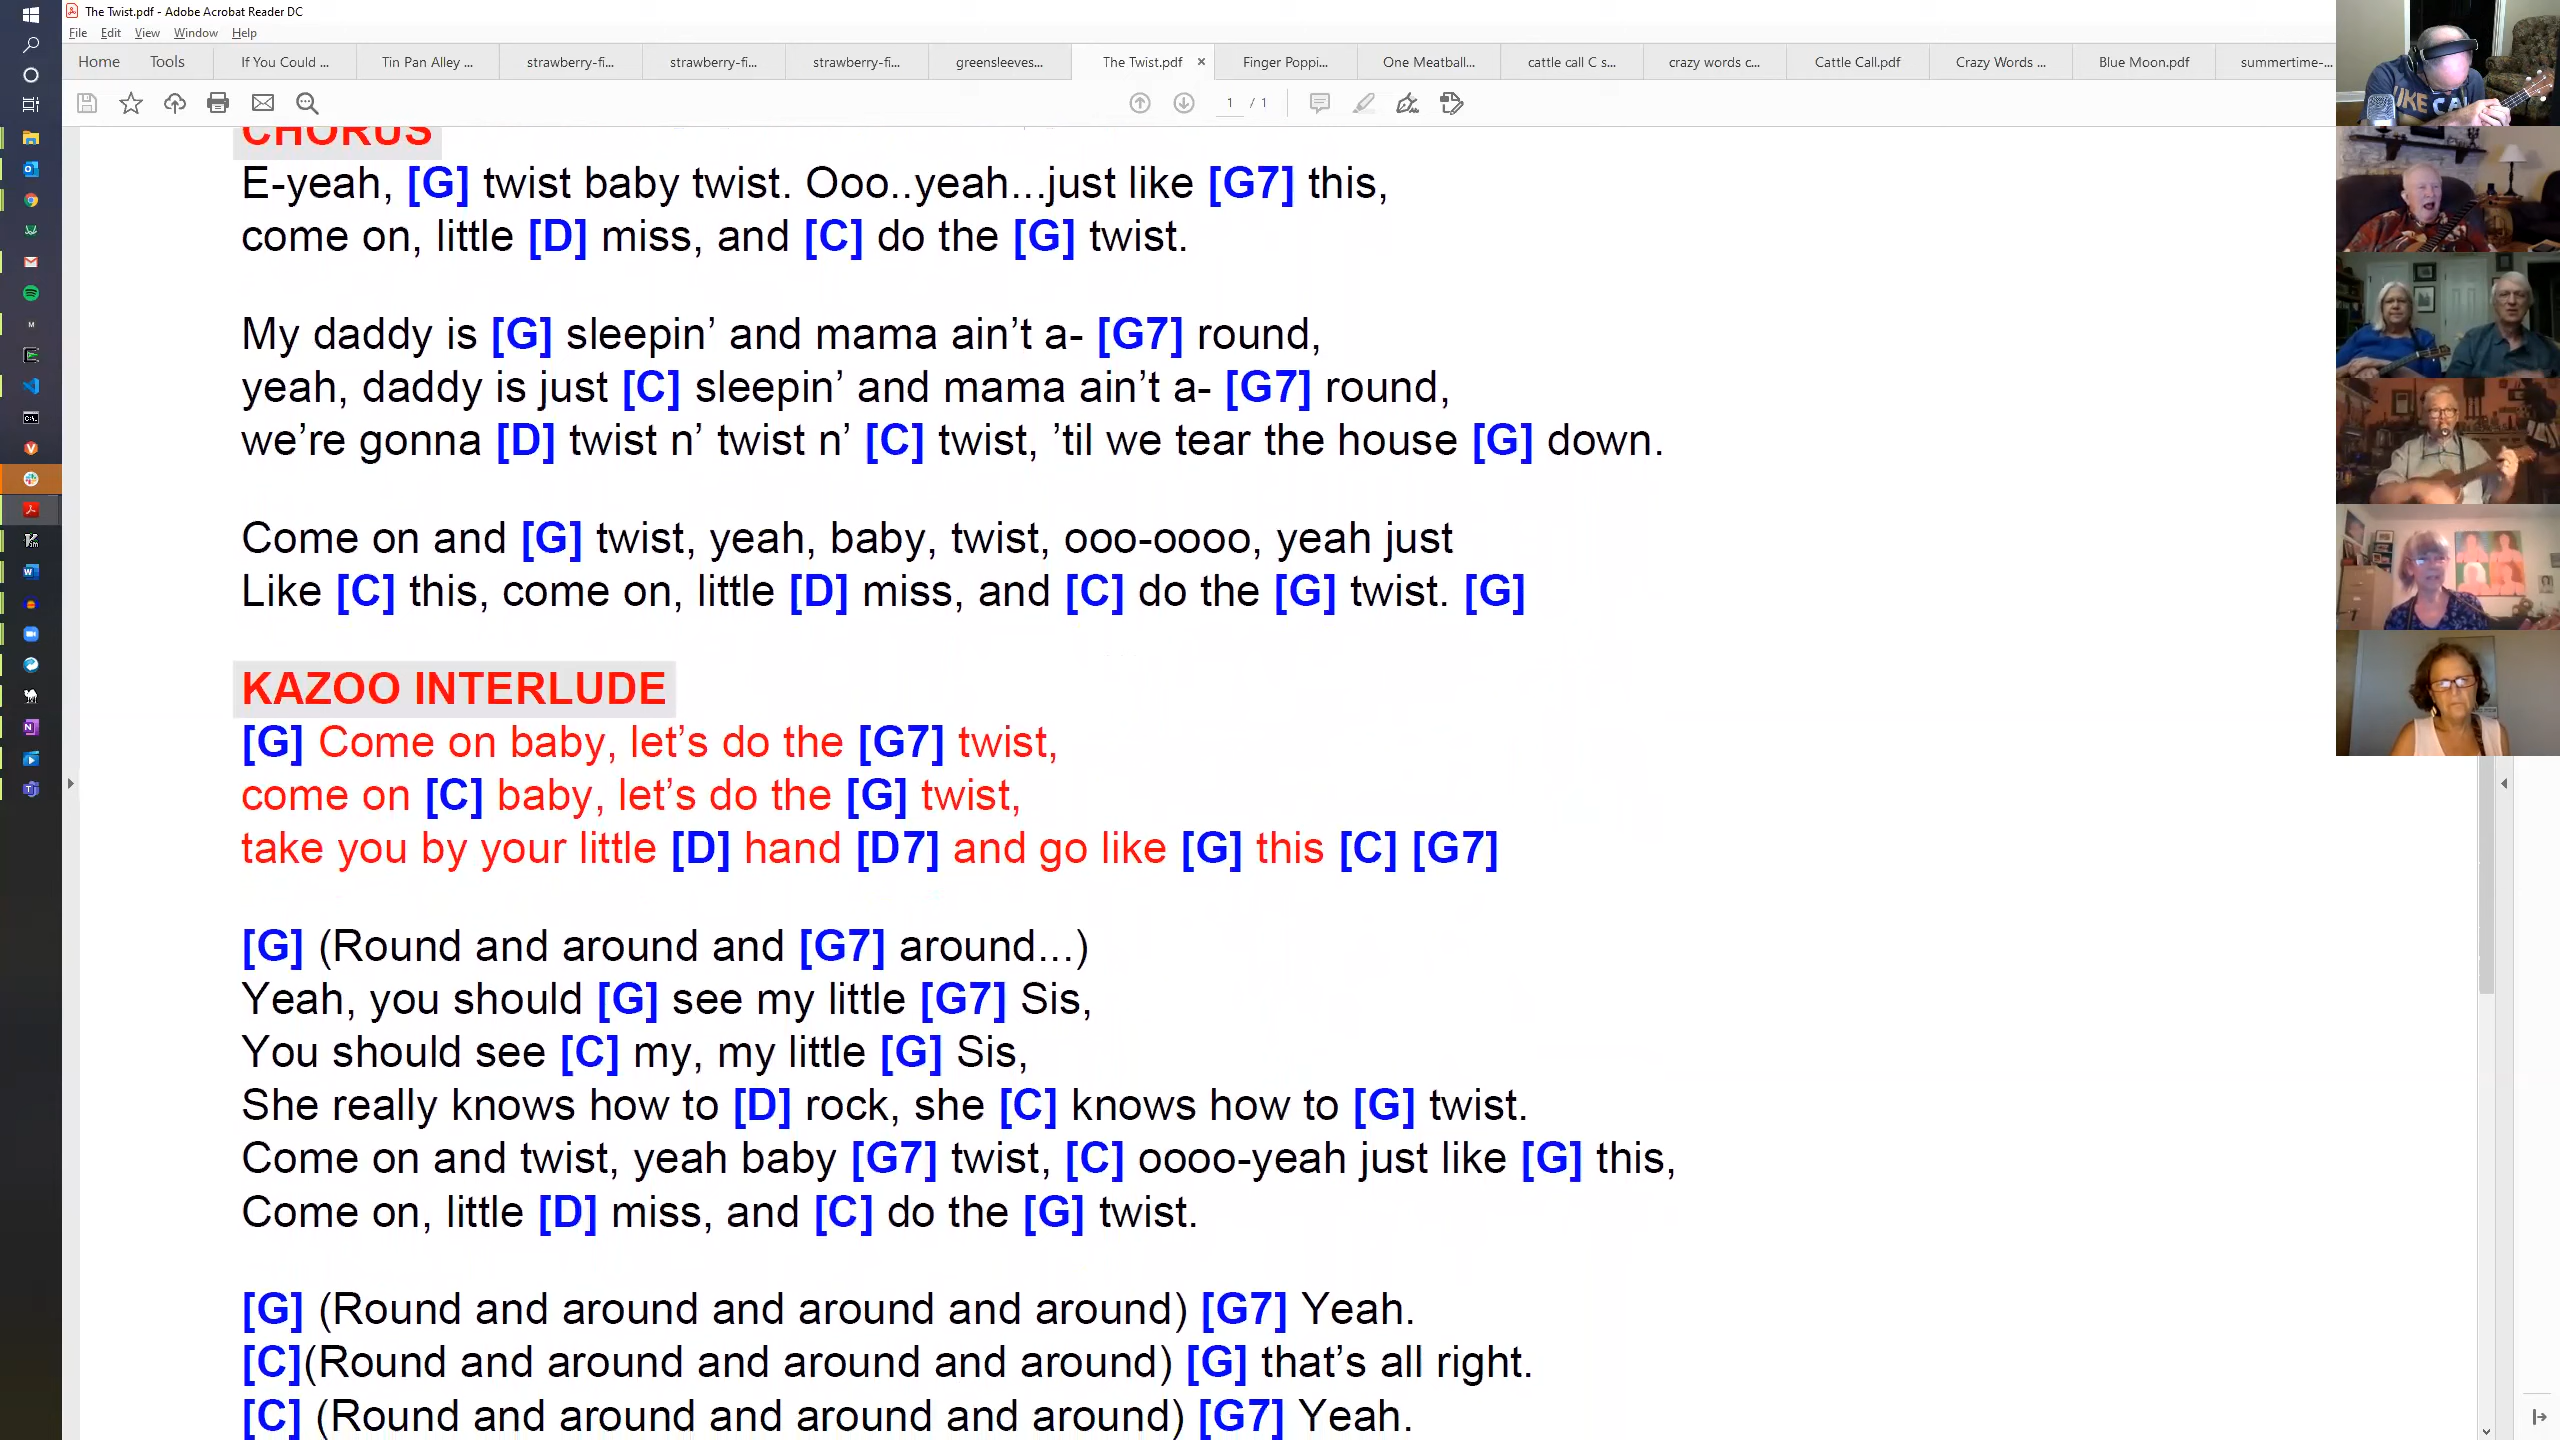 The Twist.pdf - Adobe Acrobat Reader DC
File Edit View Window Help
Home Tools If You Could ... Tin Pan Alley ... strawberry-fi... strawberry-fi... strawberry-fi... greensleeves... The Twist.pdf × Finger Poppi... One Meatball... cattle call C s... crazy words c... Cattle Call.pdf Crazy Words ... Blue Moon.pdf summertime-...
1 / 1
CHORUS
E-yeah, [G] twist baby twist. Ooo..yeah...just like [G7] this,
come on, little [D] miss, and [C] do the [G] twist.
My daddy is [G] sleepin’ and mama ain’t a- [G7] round,
yeah, daddy is just [C] sleepin’ and mama ain’t a- [G7] round,
we’re gonna [D] twist n’ twist n’ [C] twist, ’til we tear the house [G] down.
Come on and [G] twist, yeah, baby, twist, ooo-oooo, yeah just
Like [C] this, come on, little [D] miss, and [C] do the [G] twist. [G]
KAZOO INTERLUDE
[G] Come on baby, let’s do the [G7] twist,
come on [C] baby, let’s do the [G] twist,
take you by your little [D] hand [D7] and go like [G] this [C] [G7]
[G] (Round and around and [G7] around...)
Yeah, you should [G] see my little [G7] Sis,
You should see [C] my, my little [G] Sis,
She really knows how to [D] rock, she [C] knows how to [G] twist.
Come on and twist, yeah baby [G7] twist, [C] oooo-yeah just like [G] this,
Come on, little [D] miss, and [C] do the [G] twist.
[G] (Round and around and around and around) [G7] Yeah.
[C](Round and around and around and around) [G] that’s all right.
[C] (Round and around and around and around) [G7] Yeah.